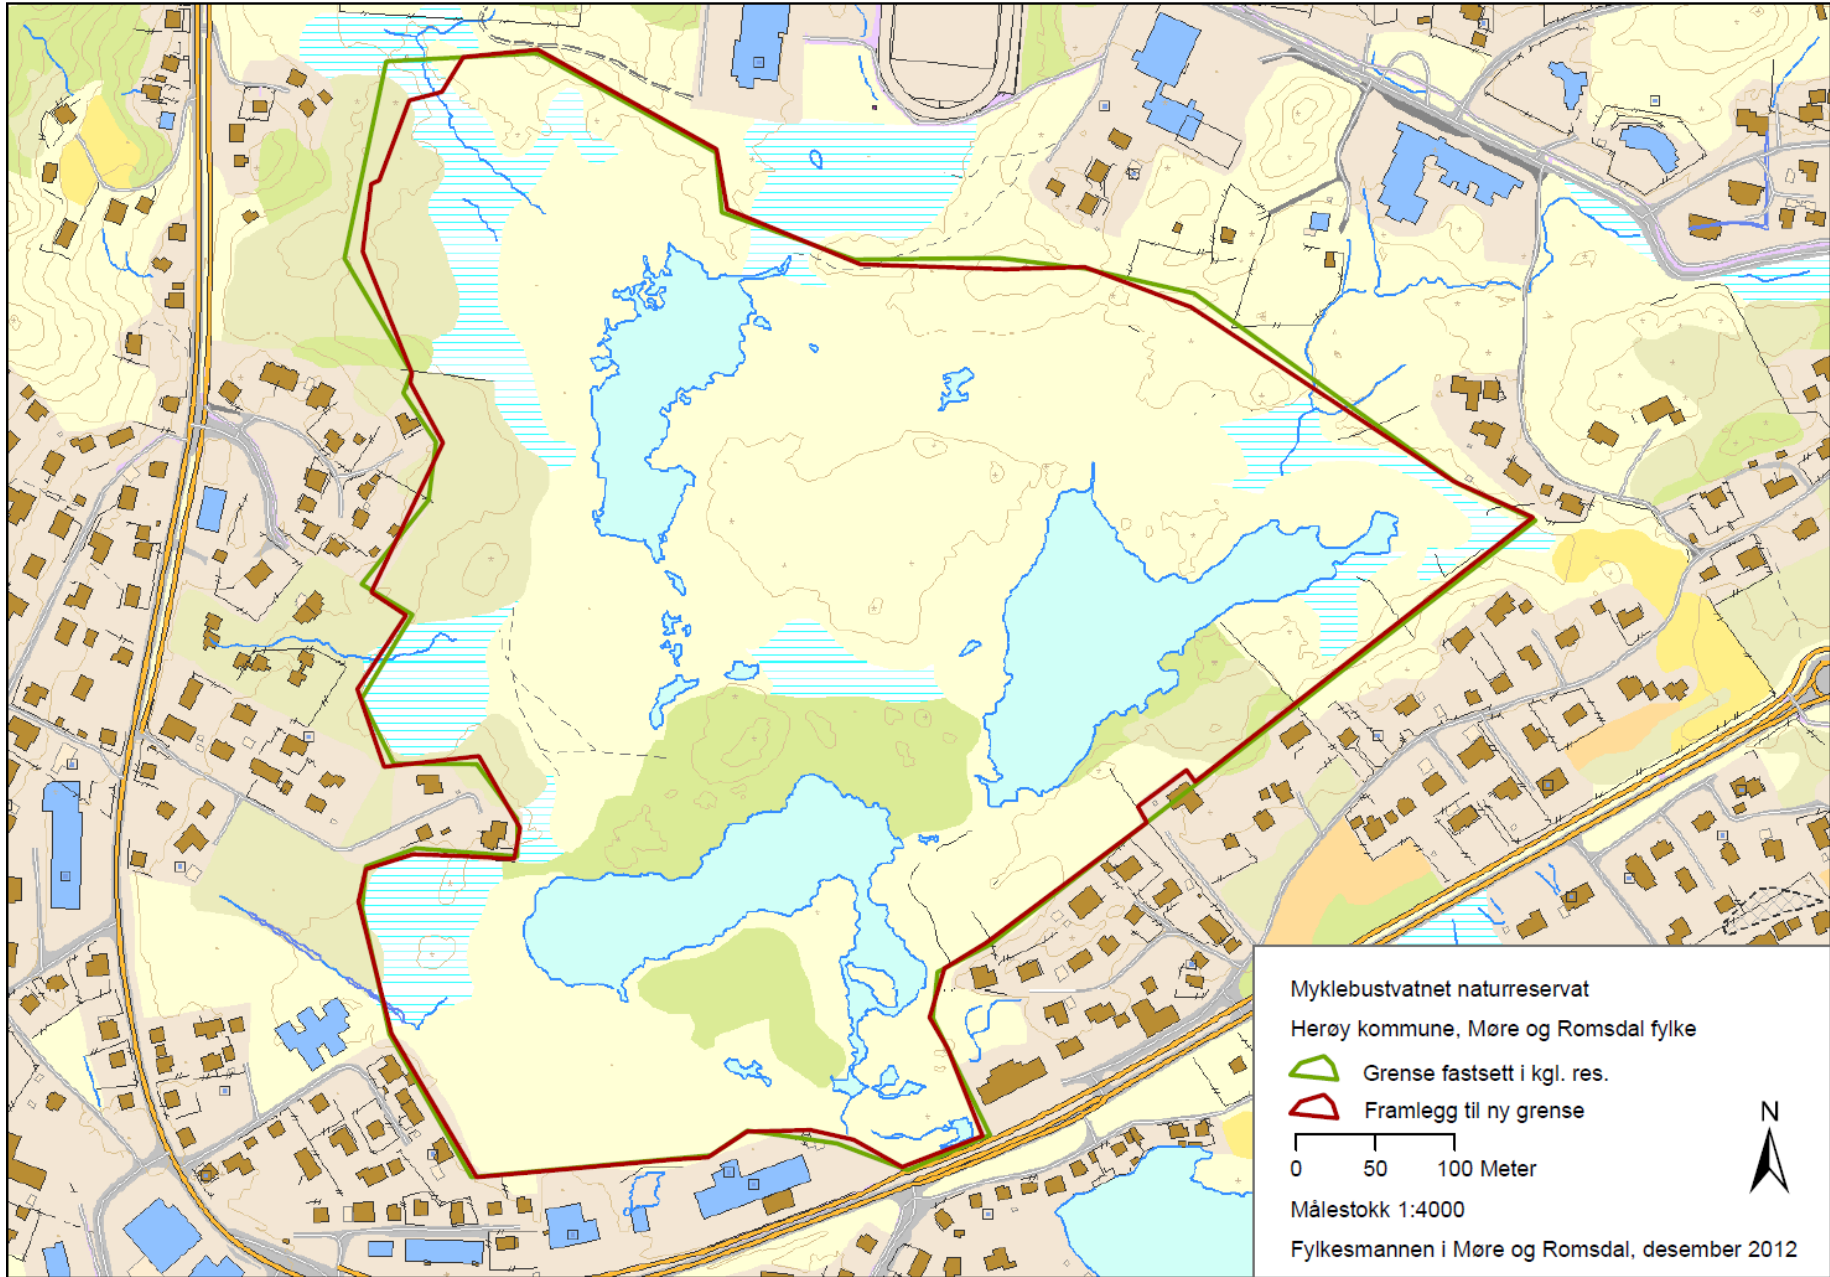 Myklebustvatnet naturreservat
Herøy kommune, Møre og Romsdal fylke
Grense fastsett i kgl. res.
Framlegg til ny grense
N
0 50 100 Meter
Målestokk 1:4000
Fylkesmannen i Møre og Romsdal, desember 2012